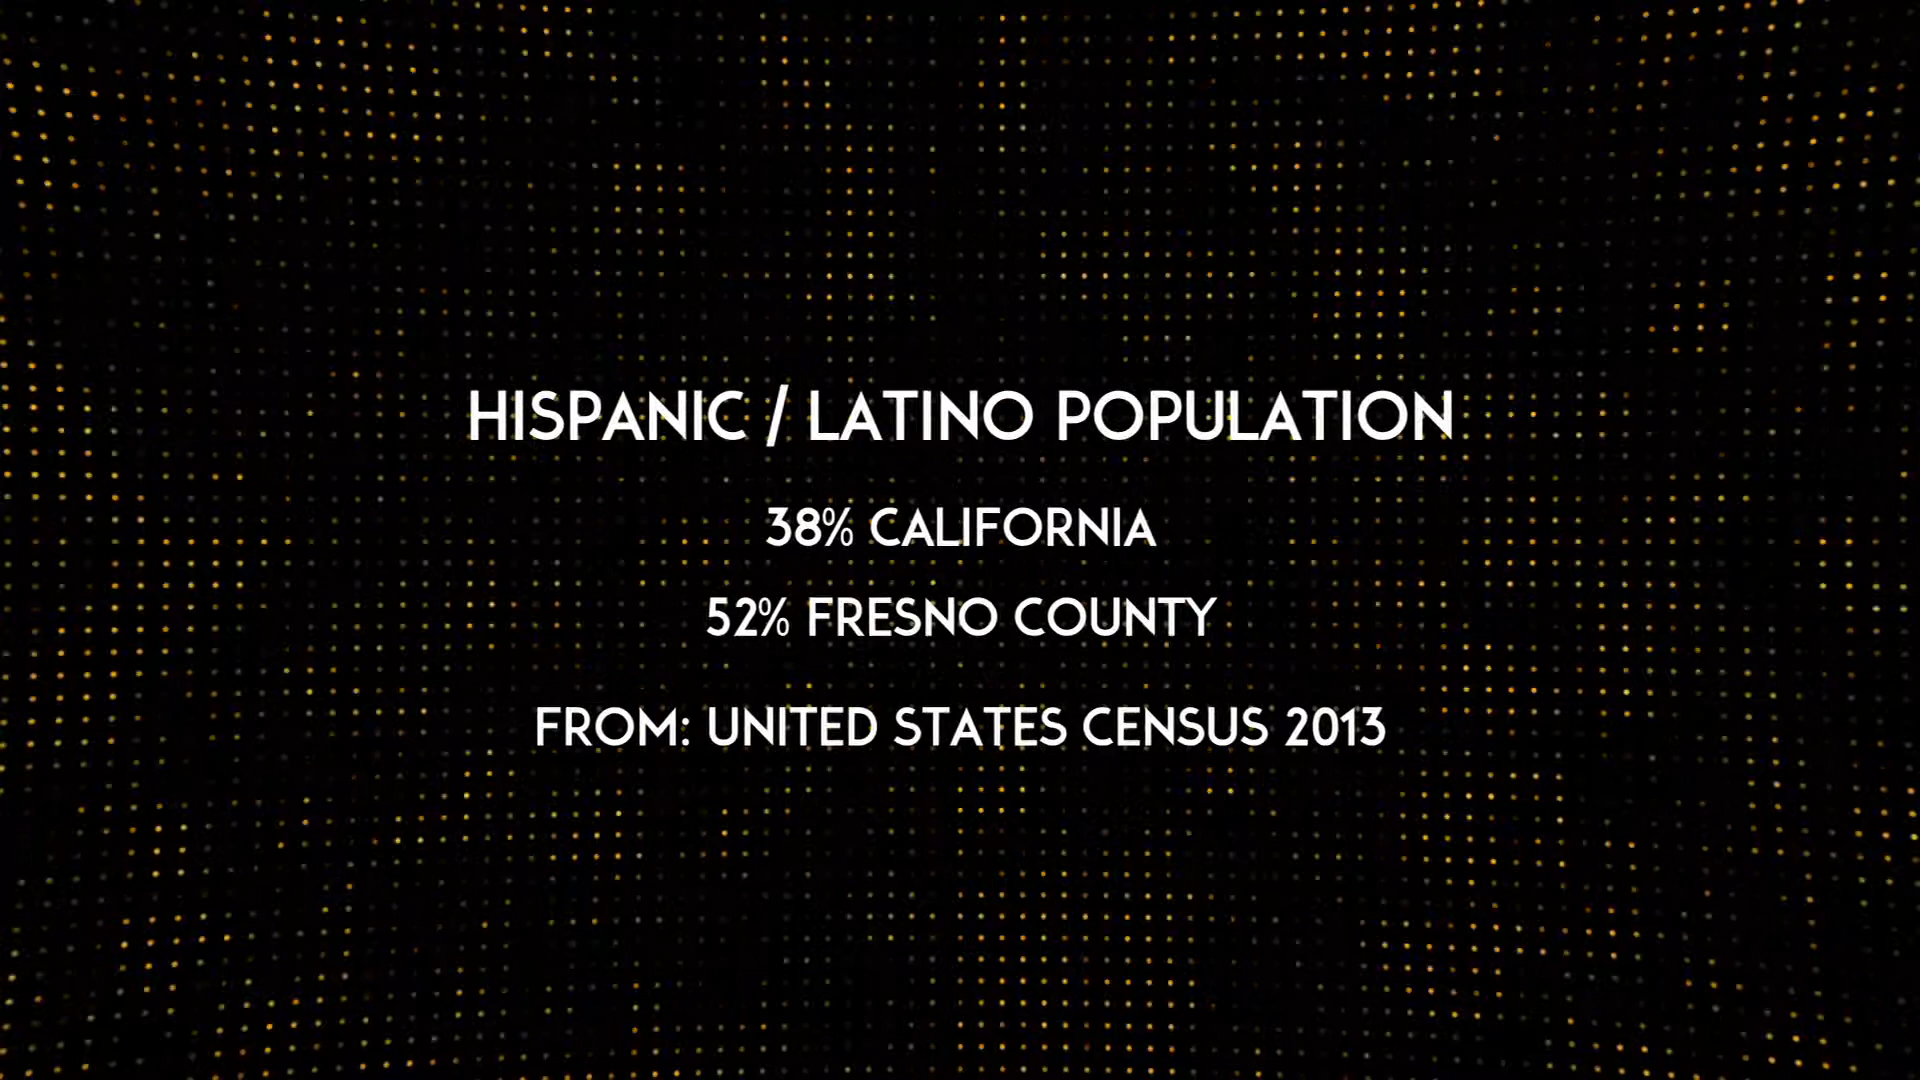 HISPANIC / LATINO POPULATION
38% CALIFORNIA
52% FRESNO COUNTY
FROM: UNITED STATES CENSUS 2013